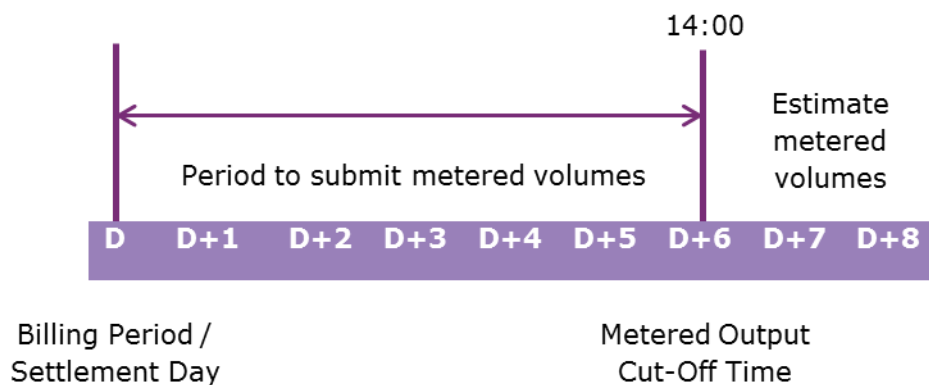 14:00
Estimate
metered
volumes
Period to submit metered volumes
D D+1 D+2 D+3 D+4 D+5 D+6 D+7 D+8
Billing Period /
Settlement Day
Metered Output
Cut-Off Time